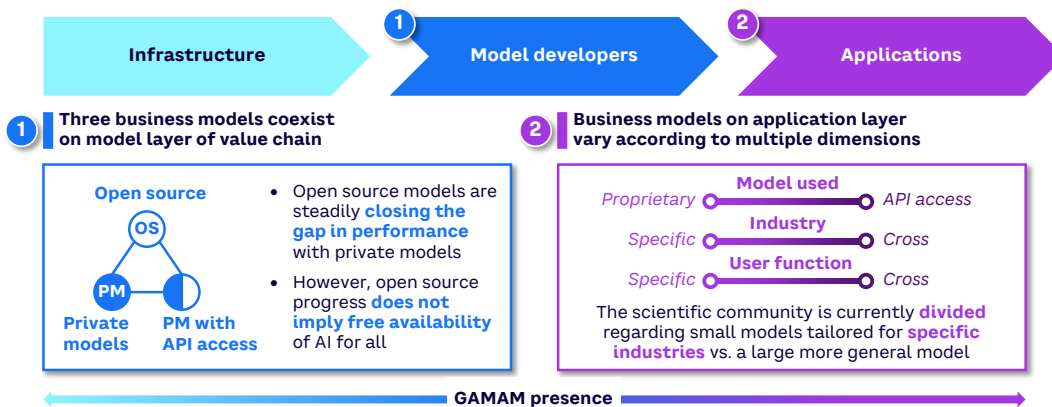 Infrastructure
1
Model developers
2
Applications
1
Three business models coexist
on model layer of value chain
Open source
OS
PM
Private
models
PM with
API access
• Open source models are
steadily closing the
gap in performance
with private models
• However, open source
progress does not
imply free availability
of AI for all
2
Business models on application layer
vary according to multiple dimensions
Model used
Proprietary API access
Industry
Specific Cross
User function
Specific Cross
The scientific community is currently divided
regarding small models tailored for specific
industries vs. a large more general model
GAMAM presence